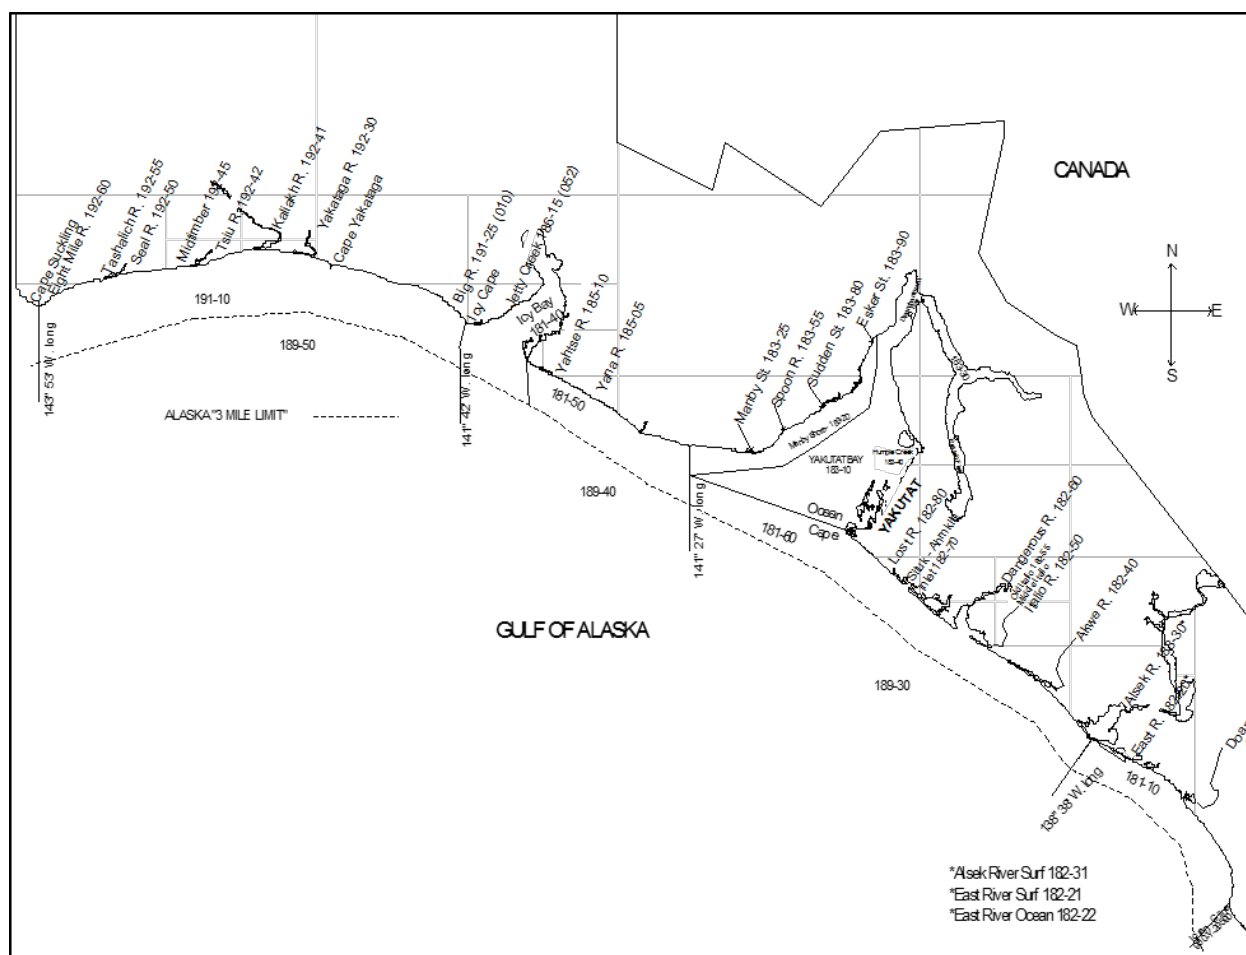 CANADA
N
W E
S
Cape Suckling
Eight Mile R. 192-60
Tashalich R. 192-55
Seal R. 192-50
Midtimber 192-45
Tsiu R. 192-42
Kaliakh R. 192-41
Yakataga R. 192-30
Cape Yakataga
Big R. 191-25 (010)
Icy Cape
Jetty Creek 186-15 (052)
Icy Bay
181-40
Yahtse R. 185-10
Yana R. 185-05
Manby St. 183-25
Spoon R. 183-55
Sudden St. 183-80
Esker St. 183-90
191-10
189-50
143° 53' W. long
141° 42' W. long
ALASKA "3 MILE LIMIT"
181-50
189-40
141° 27' W. long
YAKUTAT BAY
183-10
Humpie Creek
Ocean
Cape
YAKUTAT
181-60
Lost R. 182-80
Situk - Ahrnklin
Inlet 182-70
Dangerous R. 182-60
Italio R. 182-50
Akwe R. 182-40
Alsek R. 182-30*
East R. 182-20*
GULF OF ALASKA
189-30
181-10
138° 38' W. long
*Alsek River Surf 182-31
*East River Surf 182-21
*East River Ocean 182-22